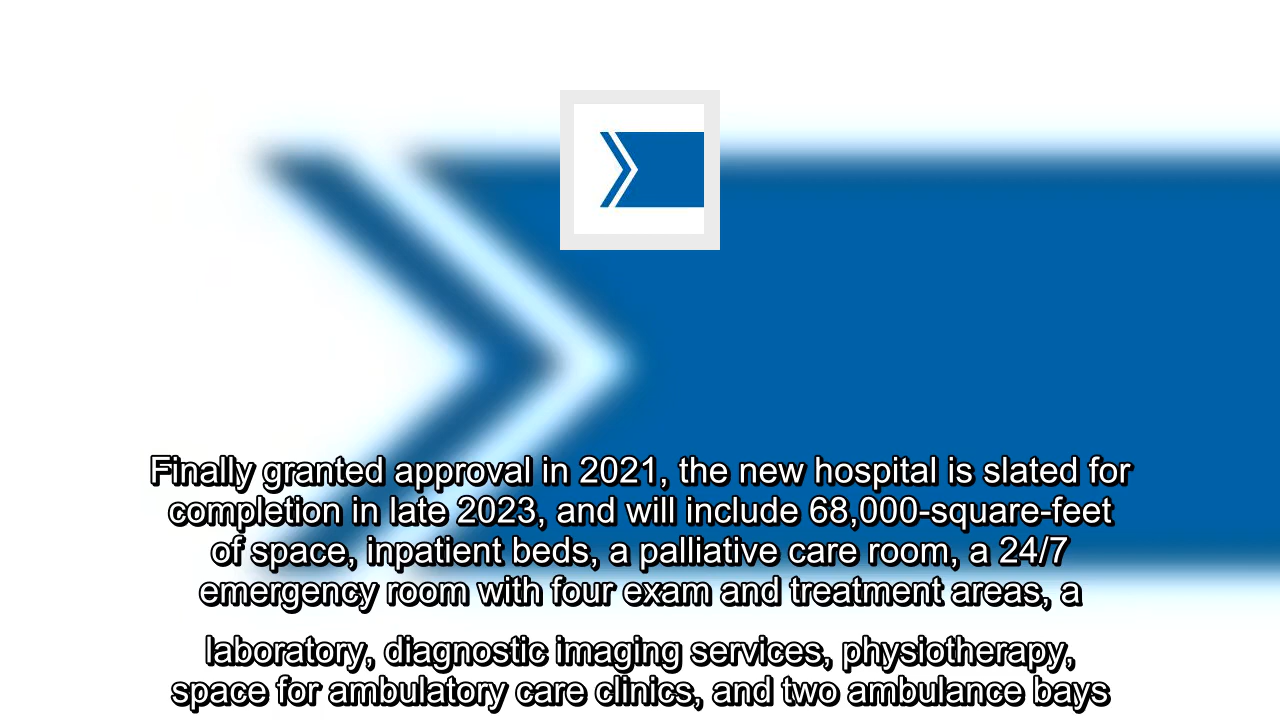 Finally granted approval in 2021, the new hospital is slated for
completion in late 2023, and will include 68,000-square-feet
of space, inpatient beds, a palliative care room, a 24/7
emergency room with four exam and treatment areas, a
laboratory, diagnostic imaging services, physiotherapy,
space for ambulatory care clinics, and two ambulance bays